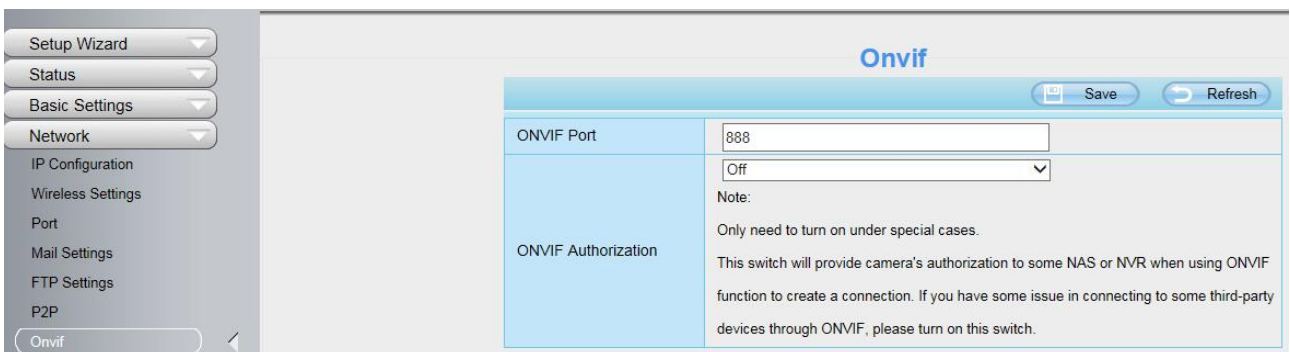 Setup Wizard
Status
Basic Settings
Network
IP Configuration
Wireless Settings
Port
Mail Settings
FTP Settings
P2P
Onvif
Onvif
Save Refresh
ONVIF Port 888
ONVIF Authorization
Off
Note:
Only need to turn on under special cases.
This switch will provide camera's authorization to some NAS or NVR when using ONVIF
function to create a connection. If you have some issue in connecting to some third-party
devices through ONVIF, please turn on this switch.